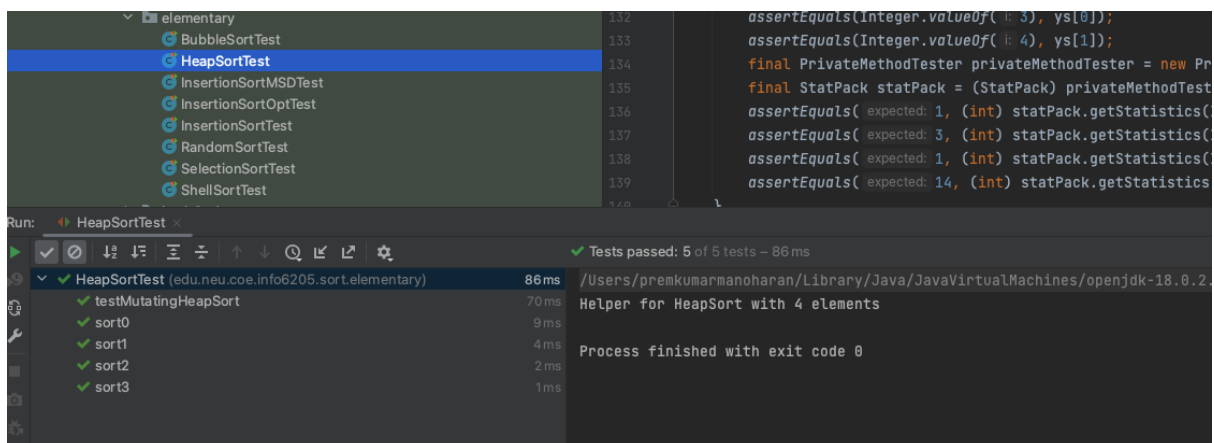 elementary
BubbleSortTest
HeapSortTest
InsertionSortMSDTest
InsertionSortOptTest
InsertionSortTest
RandomSortTest
SelectionSortTest
ShellSortTest
132 assertEquals(Integer.valueOf( i: 3), ys[0]);
133 assertEquals(Integer.valueOf( i: 4), ys[1]);
134 final PrivateMethodTester privateMethodTester = new Pr
135 final StatPack statPack = (StatPack) privateMethodTest
136 assertEquals( expected: 1, (int) statPack.getStatistics(
137 assertEquals( expected: 3, (int) statPack.getStatistics(
138 assertEquals( expected: 1, (int) statPack.getStatistics(
139 assertEquals( expected: 14, (int) statPack.getStatistics
140 }
Run: HeapSortTest ×
Tests passed: 5 of 5 tests – 86 ms
HeapSortTest (edu.neu.coe.info6205.sort.elementary) 86 ms
testMutatingHeapSort 70 ms
sort0 9 ms
sort1 4 ms
sort2 2 ms
sort3 1 ms
/Users/premkumarmanoharan/Library/Java/JavaVirtualMachines/openjdk-18.0.2.
Helper for HeapSort with 4 elements
Process finished with exit code 0